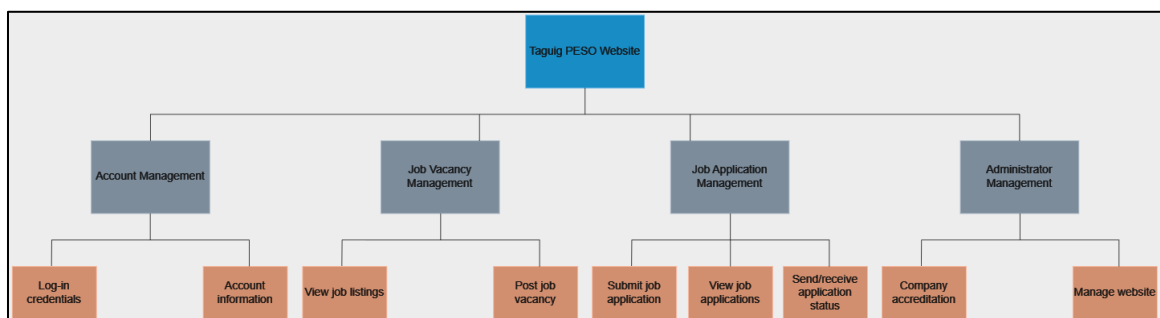 Taguig PESO Website
Account Management
Job Vacancy
Management
Job Application
Management
Administrator
Management
Log-in
credentials
Account
information
View job listings
Post job
vacancy
Submit job
application
View job
applications
Send/receive
application
status
Company
accreditation
Manage website